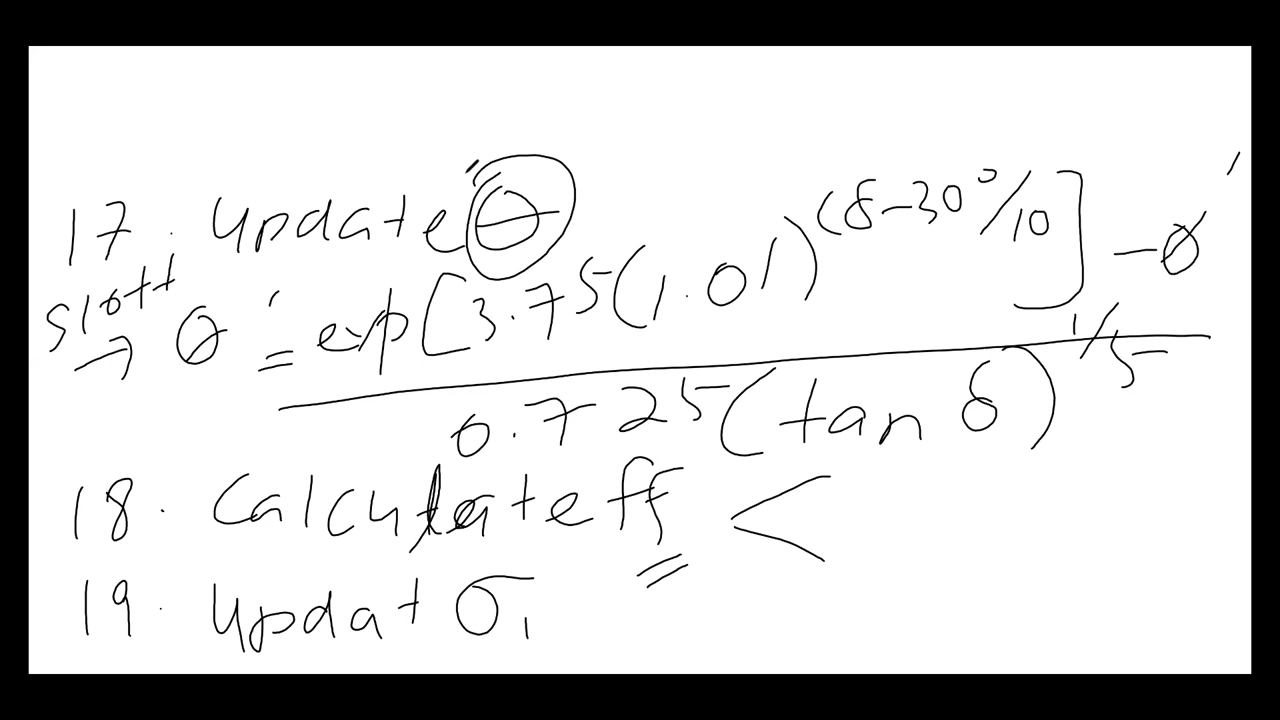 17. update θ
slott → θ' = exp[3.75(1.01)^(δ-30°/10] - ϕ'
0.725(tan δ)^1/5
18. Calculate ff <
19. updat σ1